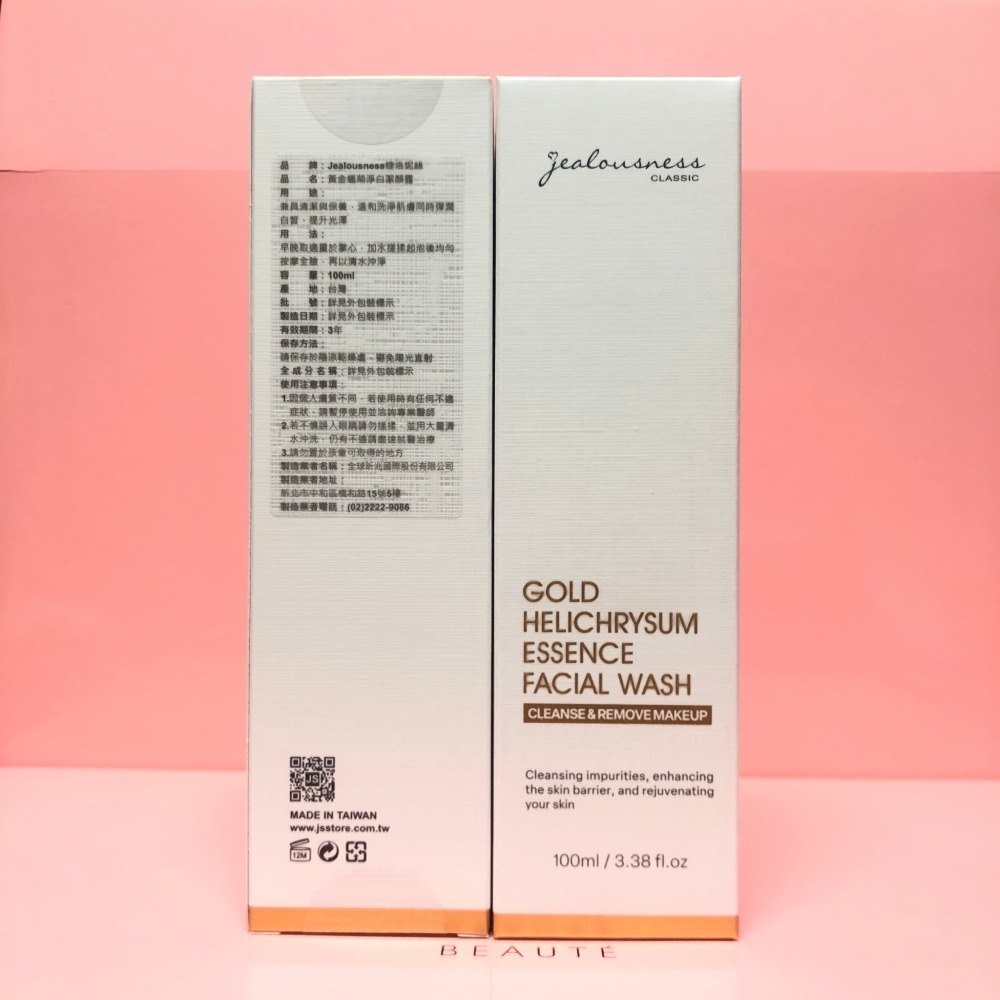 品 牌：Jealousness婕洛妮絲
品 名：黃金蠟菊淨白潔顏露
用 途：
兼具清潔與保養，溫和洗淨肌膚同時彈潤
白皙、提升光澤
用 法：
早晚取適量於掌心，加水搓揉起泡後均勻
按摩全臉，再以清水沖淨
容 量：100ml
產 地：台灣
批 號：詳見外包裝標示
製造日期：詳見外包裝標示
有效期間：3年
保存方法：
請保存於陰涼乾燥處，避免陽光直射
全成分名稱：詳見外包裝標示
使用注意事項：
1.因個人膚質不同，若使用時有任何不適
症狀，請暫停使用並洽詢專業醫師
2.若不慎誤入眼睛請勿搓揉，並用大量清
水沖洗，仍有不適請盡速就醫治療
3.請勿置於孩童可取得的地方
製造業者名稱：全球昕兆國際股份有限公司
製造業者地址：
新北市中和區橋和路15號5樓
製造業者電話：(02)2222-9086
JS
MADE IN TAIWAN
www.jsstore.com.tw
12M
Jealousness
CLASSIC
GOLD
HELICHRYSUM
ESSENCE
FACIAL WASH
CLEANSE & REMOVE MAKEUP
Cleansing impurities, enhancing
the skin barrier, and rejuvenating
your skin
100ml / 3.38 fl.oz
BEAUTÉ